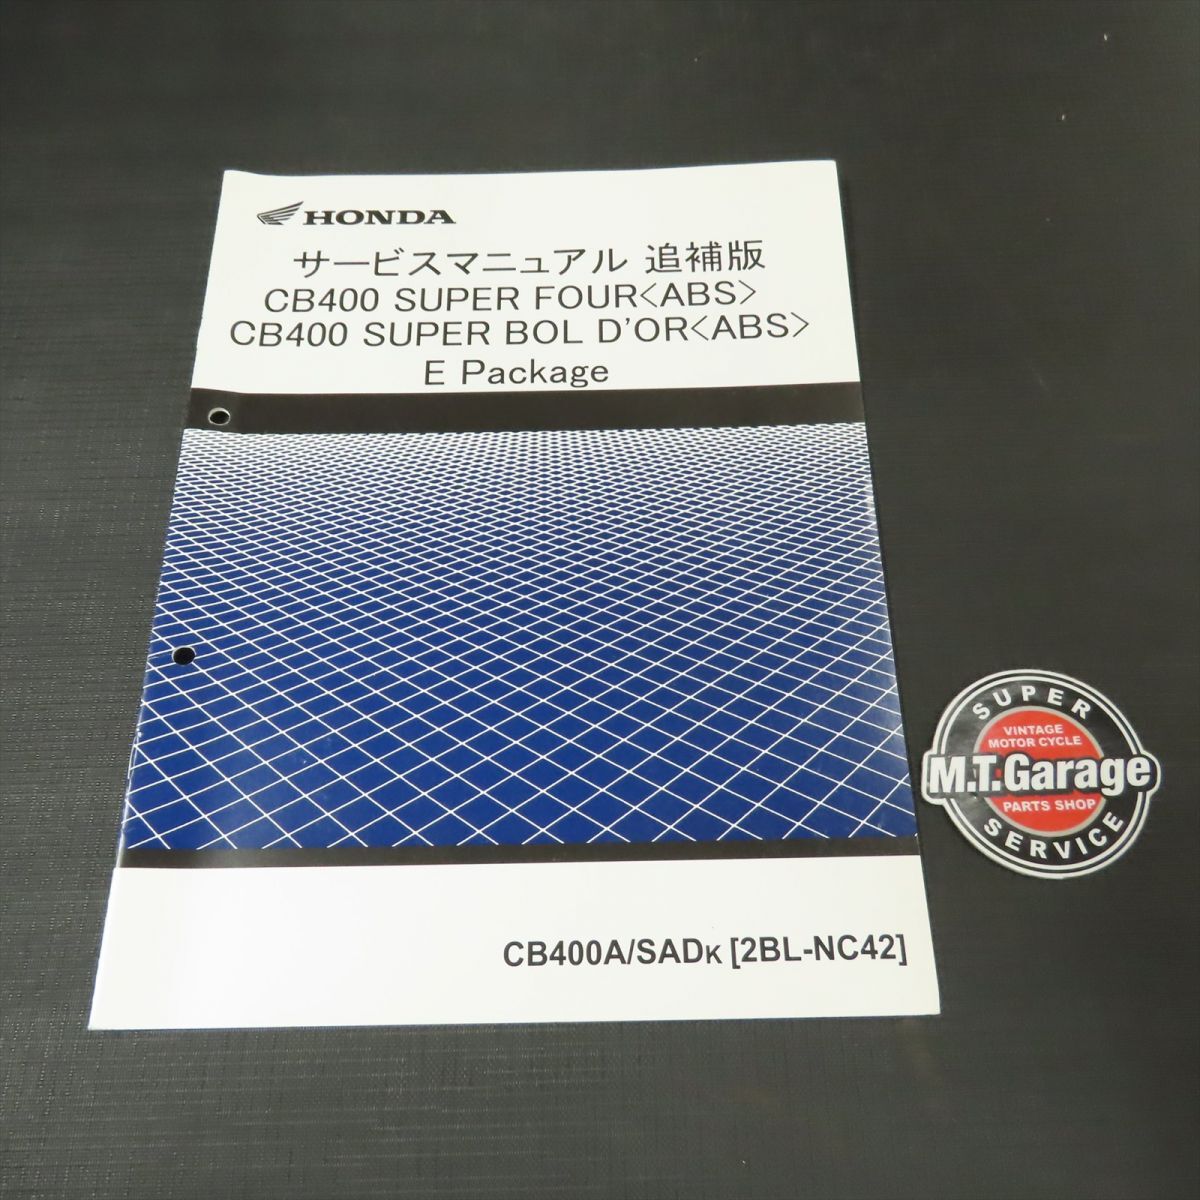 HONDA
サービスマニュアル 追補版
CB400 SUPER FOUR<ABS>
CB400 SUPER BOL D'OR<ABS>
E Package
CB400A/SADK [2BL-NC42]
SUPER
VINTAGE
MOTOR CYCLE
M.T.Garage
PARTS SHOP
SERVICE